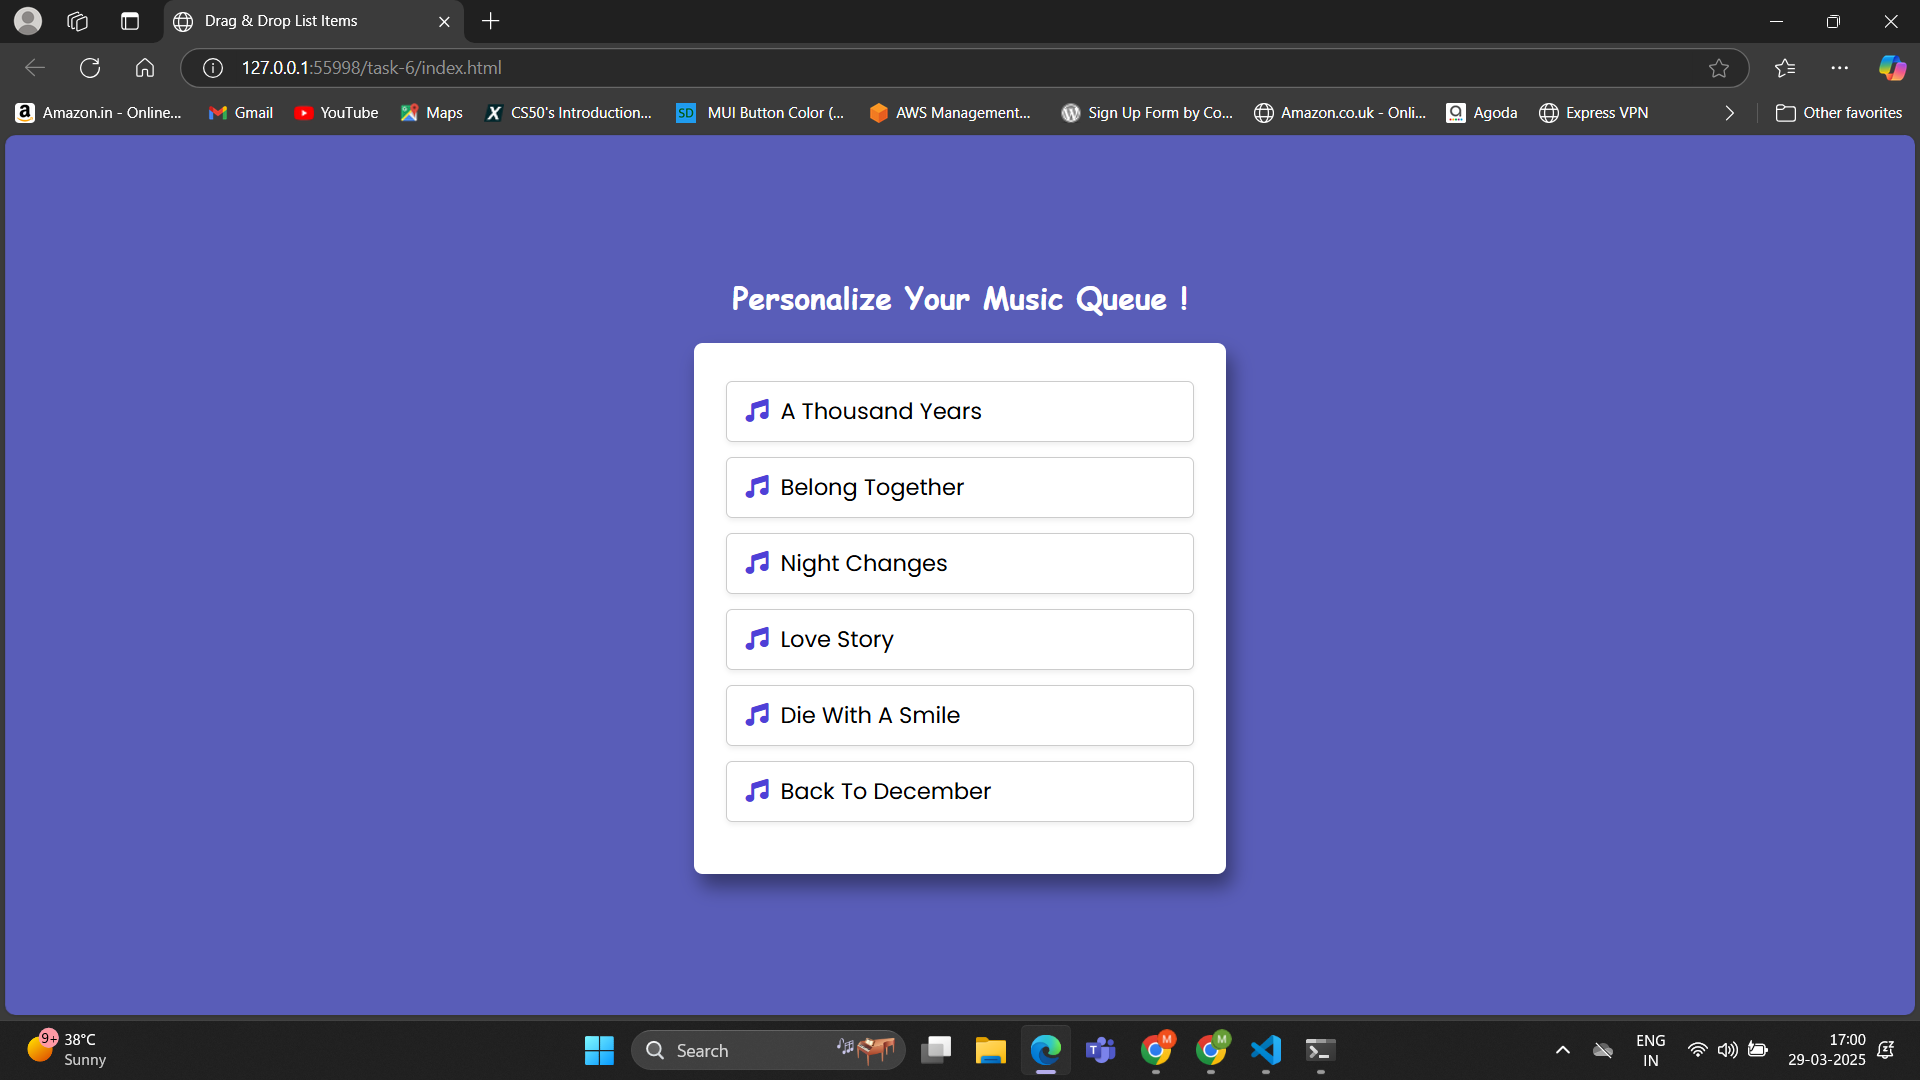 Drag & Drop List Items
127.0.0.1:55998/task-6/index.html
Amazon.in - Online... Gmail YouTube Maps CS50's Introduction... SD MUI Button Color (... AWS Management... Sign Up Form by Co... Amazon.co.uk - Onli... Agoda Express VPN Other favorites
Personalize Your Music Queue !
A Thousand Years
Belong Together
Night Changes
Love Story
Die With A Smile
Back To December
9+ 38°C
Sunny
Search
M
M
ENG
IN
17:00
29-03-2025